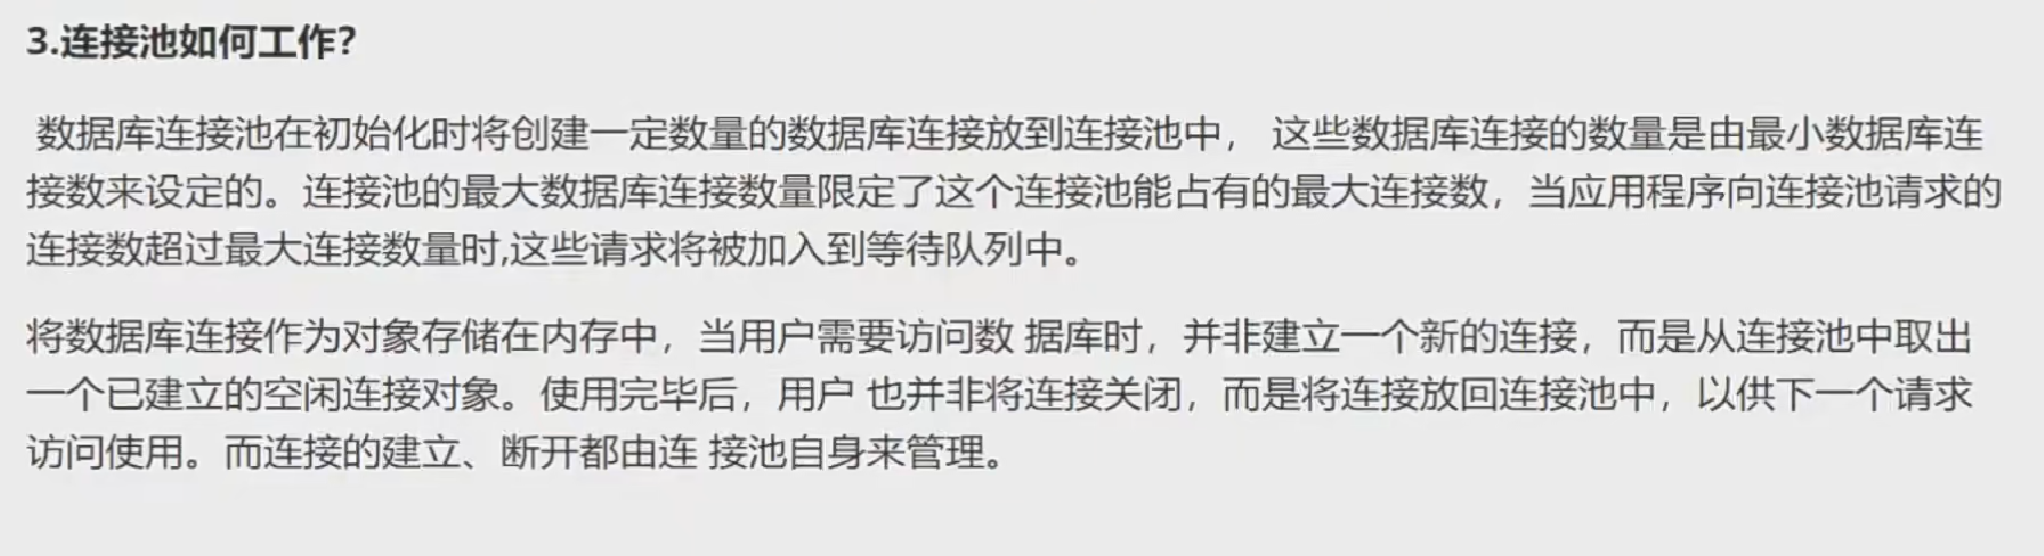 3.连接池如何工作?
数据库连接池在初始化时将创建一定数量的数据库连接放到连接池中， 这些数据库连接的数量是由最小数据库连
接数来设定的。连接池的最大数据库连接数量限定了这个连接池能占有的最大连接数，当应用程序向连接池请求的
连接数超过最大连接数量时,这些请求将被加入到等待队列中。
将数据库连接作为对象存储在内存中，当用户需要访问数 据库时，并非建立一个新的连接，而是从连接池中取出
一个已建立的空闲连接对象。使用完毕后，用户 也并非将连接关闭，而是将连接放回连接池中，以供下一个请求
访问使用。而连接的建立、断开都由连 接池自身来管理。